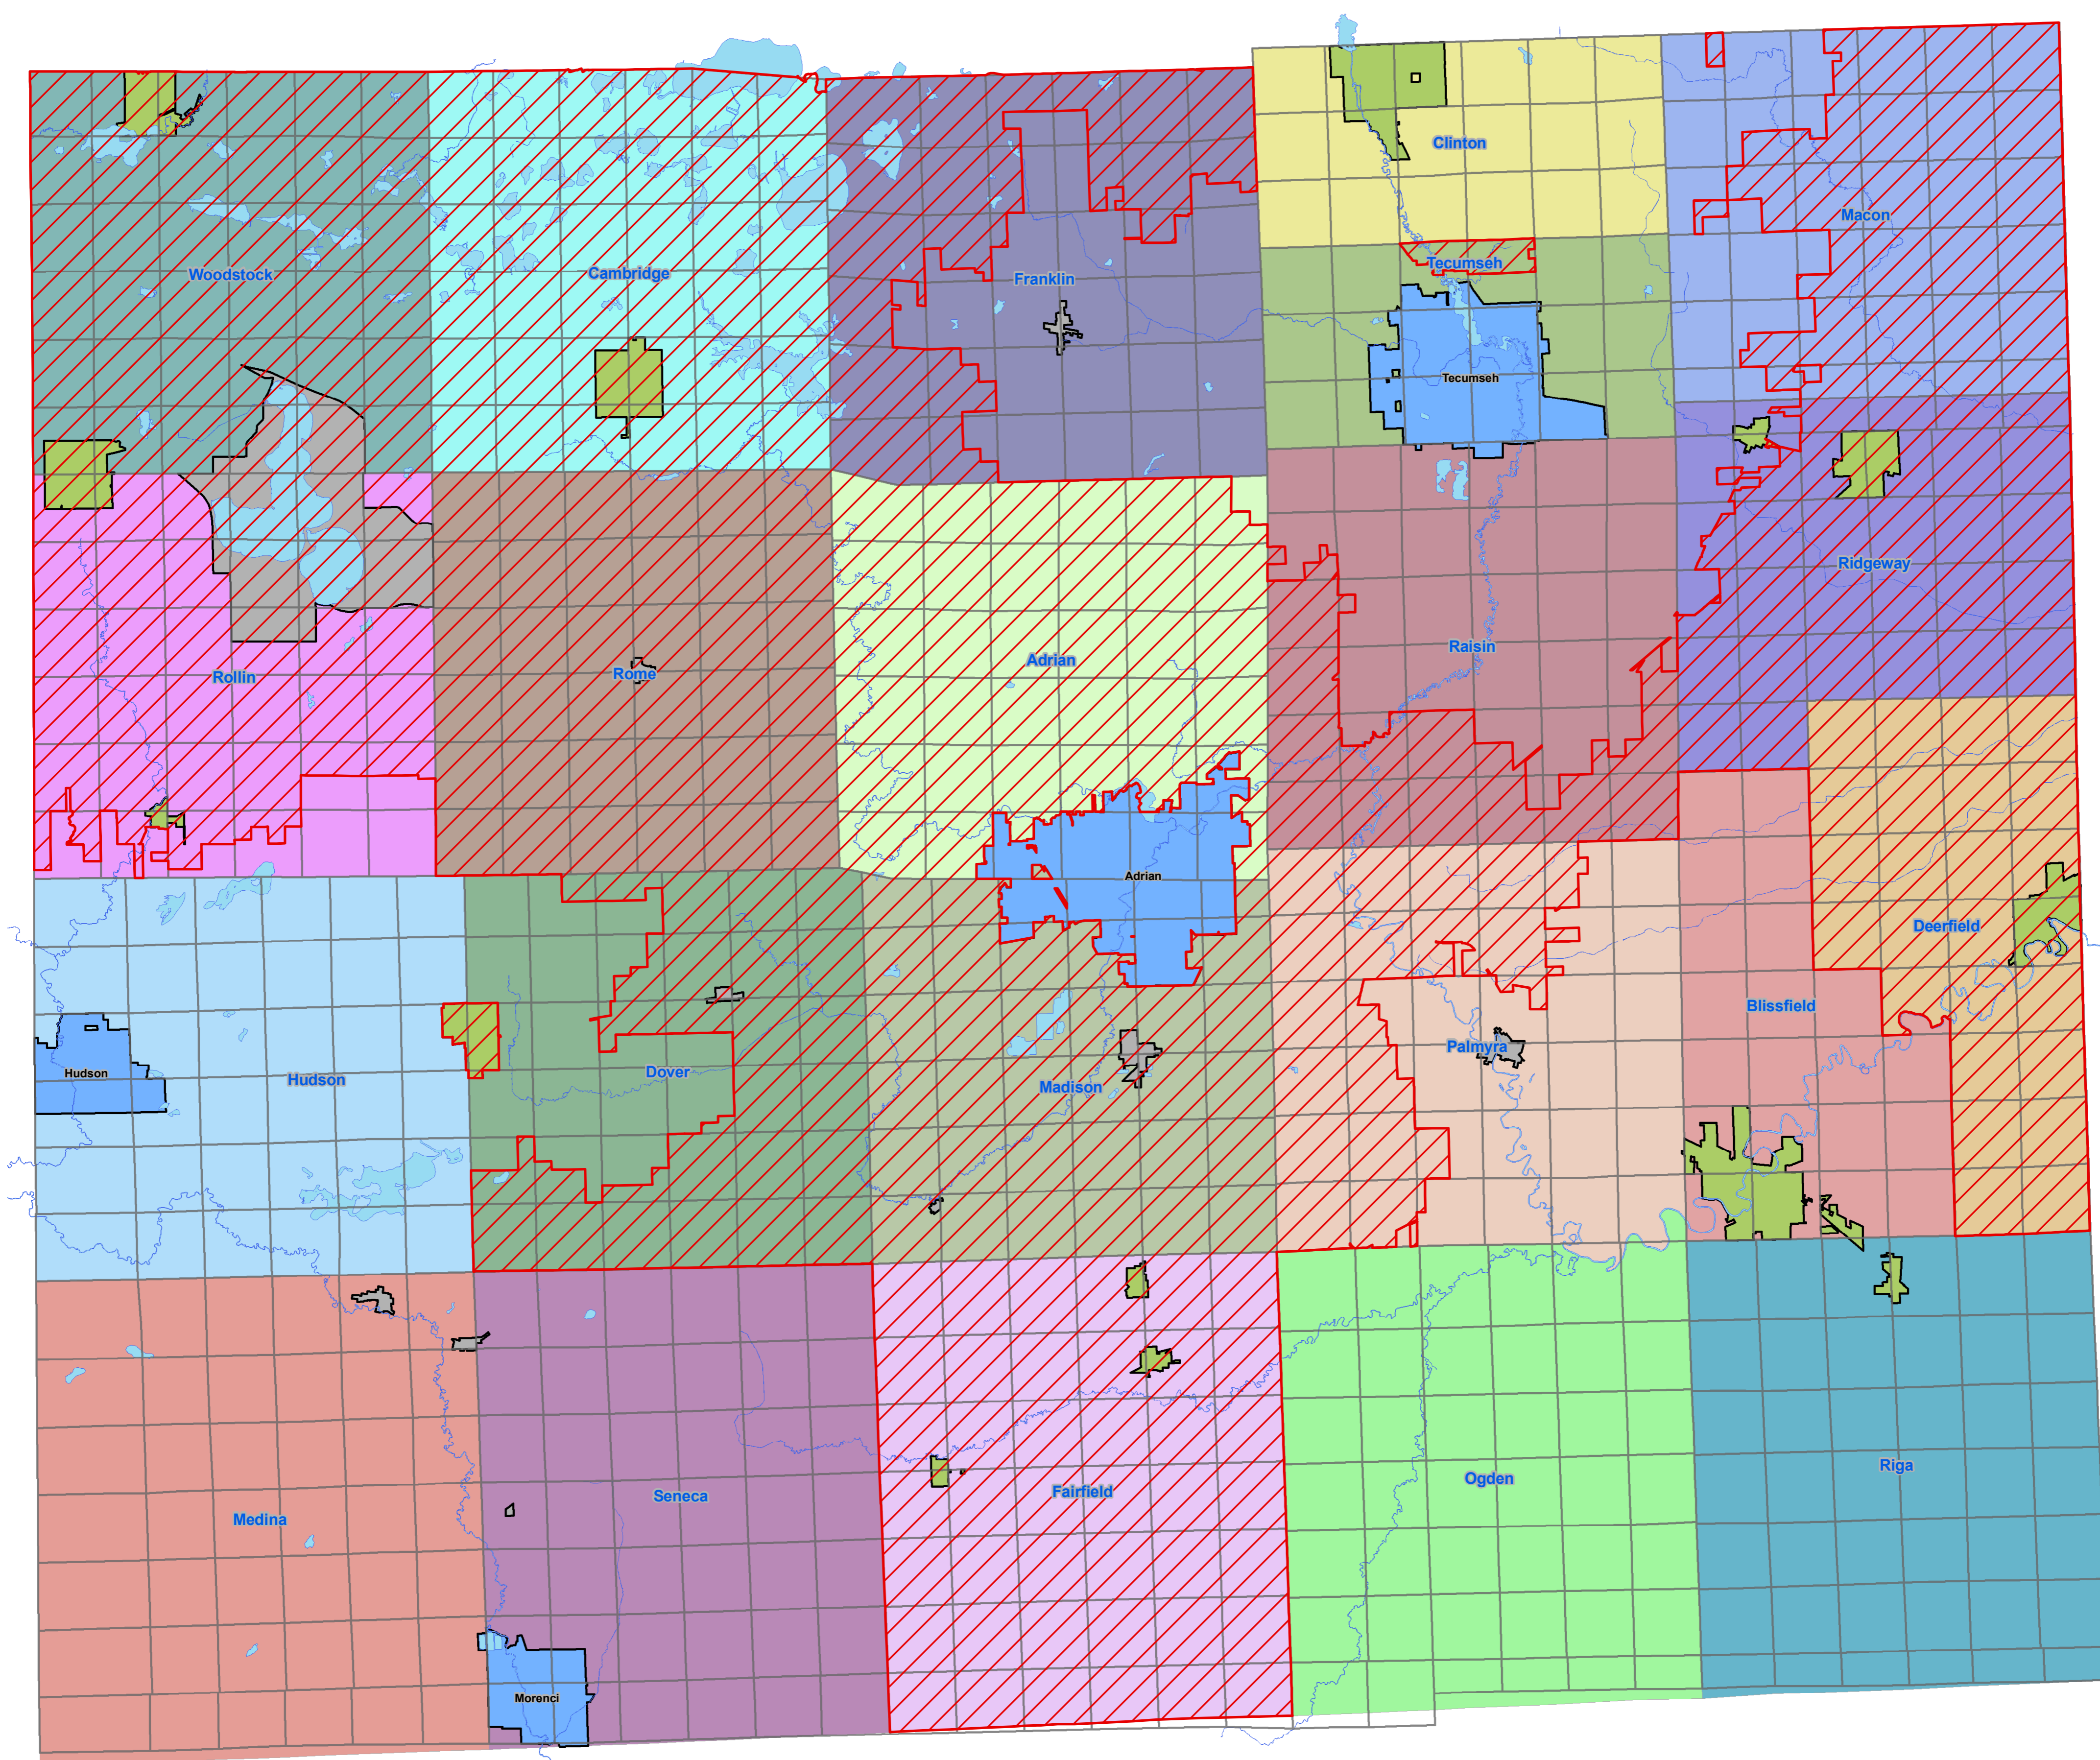 Clinton
Macon
Tecumseh
Woodstock
Cambridge
Franklin
Tecumseh
Ridgeway
Raisin
Adrian
Rome
Rollin
Adrian
Deerfield
Blissfield
Palmyra
Hudson
Hudson
Dover
Madison
Riga
Ogden
Fairfield
Seneca
Medina
Morenci